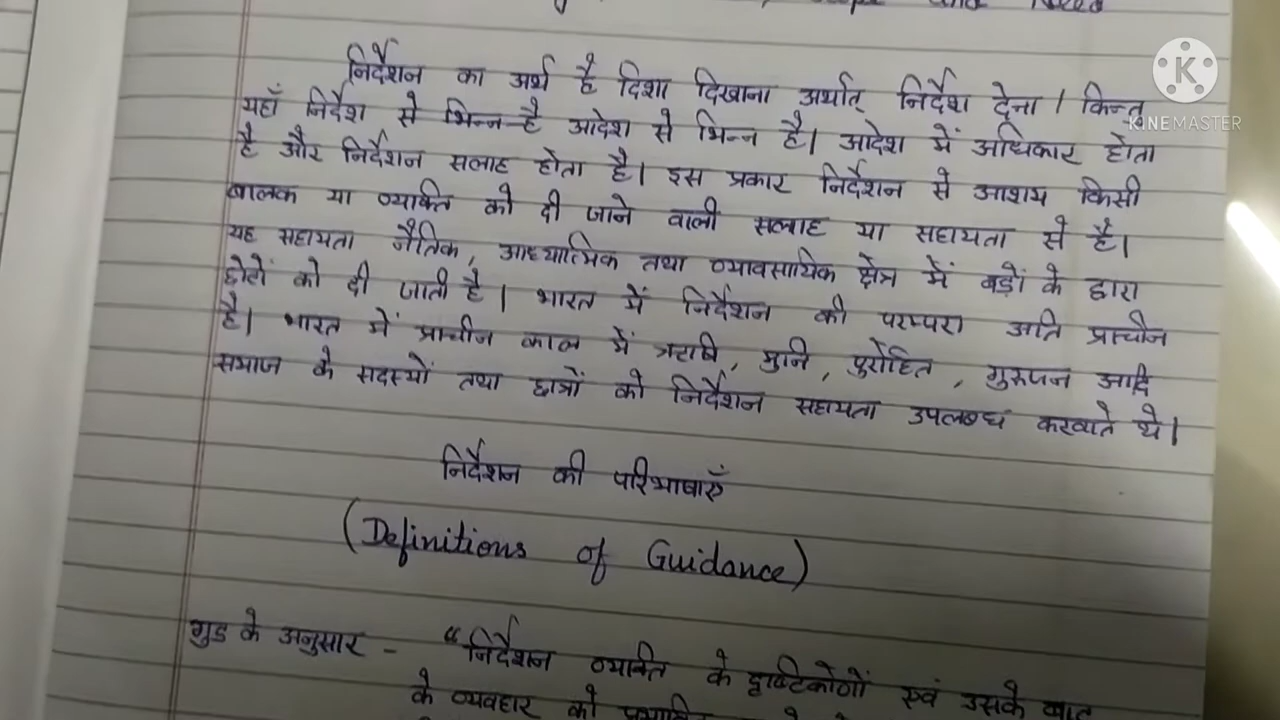 Need
निर्देशन का अर्थ है दिशा दिखाना अर्थात् निर्देश देना। किन्तु
यहाँ निर्देश से भिन्न है आदेश से भिन्न है। आदेश में अधिकार होता
है और निर्देशन सलाह होता है। इस प्रकार निर्देशन से आशय किसी
बालक या व्यक्ति को दी जाने वाली सलाह या सहायता से है।
यह सहायता नैतिक, आध्यात्मिक तथा व्यावसायिक क्षेत्र में बड़ों के द्वारा
छोटों को दी जाती है। भारत में निर्देशन की परम्परा अति प्राचीन
है। भारत में प्राचीन काल में ऋषि, मुनि, पुरोहित, गुरुजन आदि
समाज के सदस्यों तथा छात्रों को निर्देशन सहायता उपलब्ध करवाते थे।
निर्देशन की परिभाषाएँ
(Definitions of Guidance)
गुड के अनुसार - "निर्देशन व्यक्ति के दृष्टिकोणों एवं उसके बाद
के व्यवहार को
KINEMASTER